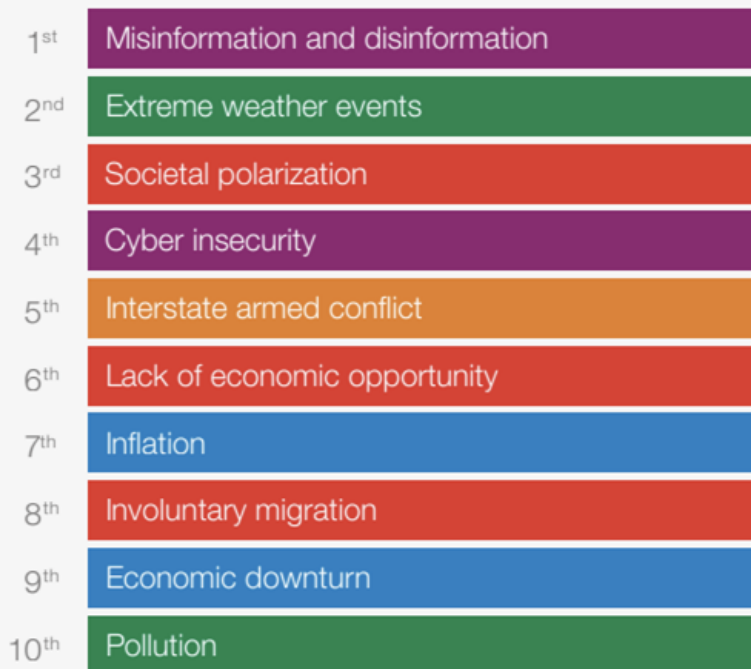 1st Misinformation and disinformation
2nd Extreme weather events
3rd Societal polarization
4th Cyber insecurity
5th Interstate armed conflict
6th Lack of economic opportunity
7th Inflation
8th Involuntary migration
9th Economic downturn
10th Pollution